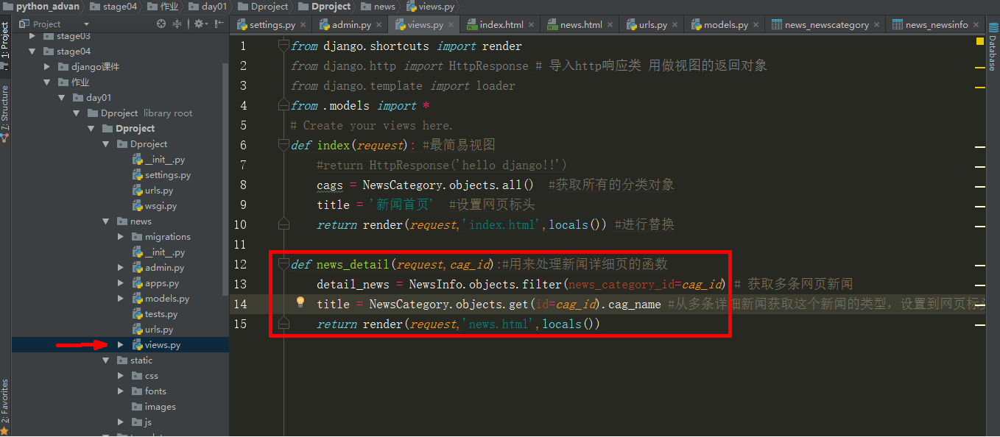 python_advan stage04 作业 day01 Dproject Dproject news views.py
Project
settings.py admin.py views.py index.html news.html urls.py models.py news_newscategory news_newsinfo
1: Project
7: Structure
2: Favorites
Database
stage03
stage04
django课件
作业
day01
Dproject library root
Dproject
Dproject
__init__.py
settings.py
urls.py
wsgi.py
news
migrations
__init__.py
admin.py
apps.py
models.py
tests.py
urls.py
views.py
static
css
fonts
images
js
1 from django.shortcuts import render
2 from django.http import HttpResponse # 导入http响应类 用做视图的返回对象
3 from django.template import loader
4 from .models import *
5 # Create your views here.
6 def index(request): #最简易视图
7 #return HttpResponse('hello django!!')
8 cags = NewsCategory.objects.all() #获取所有的分类对象
9 title = '新闻首页' #设置网页标头
10 return render(request,'index.html',locals()) #进行替换
11
12 def news_detail(request,cag_id):#用来处理新闻详细页的函数
13 detail_news = NewsInfo.objects.filter(news_category_id=cag_id) # 获取多条网页新闻
14 title = NewsCategory.objects.get(id=cag_id).cag_name #从多条详细新闻获取这个新闻的类型，设置到网页标头
15 return render(request,'news.html',locals())